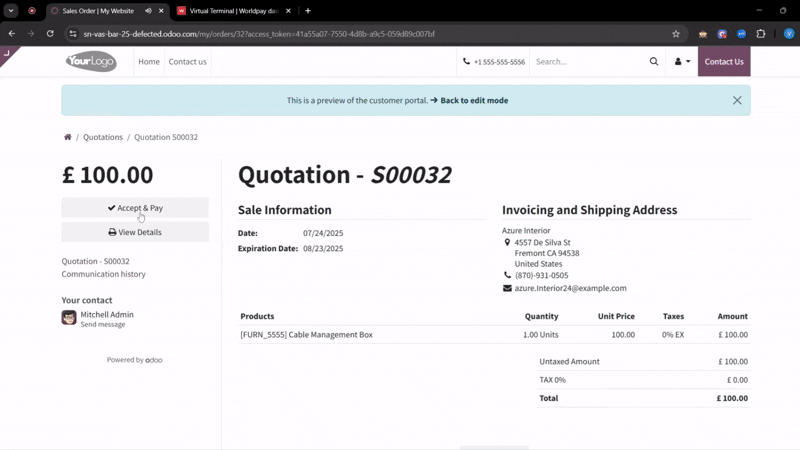 Sales Order | My Website
Virtual Terminal | Worldpay das
sn-vas-bar-25-defected.odoo.com/my/orders/32?access_token=41a55a07-7550-4d8b-a9c5-059d89c007bf
YourLogo
Home
Contact us
+1 555-555-5556
Search...
Contact Us
This is a preview of the customer portal. → Back to edit mode
/ Quotations / Quotation S00032
£ 100.00
Accept & Pay
View Details
Quotation - S00032
Communication history
Your contact
Mitchell Admin
Send message
Powered by odoo
Quotation - S00032
Sale Information
Date: 07/24/2025
Expiration Date: 08/23/2025
Invoicing and Shipping Address
Azure Interior
4557 De Silva St
Fremont CA 94538
United States
(870)-931-0505
azure.Interior24@example.com
Products Quantity Unit Price Taxes Amount
[FURN_5555] Cable Management Box 1.00 Units 100.00 0% EX £ 100.00
Untaxed Amount £ 100.00
TAX 0% £ 0.00
Total £ 100.00